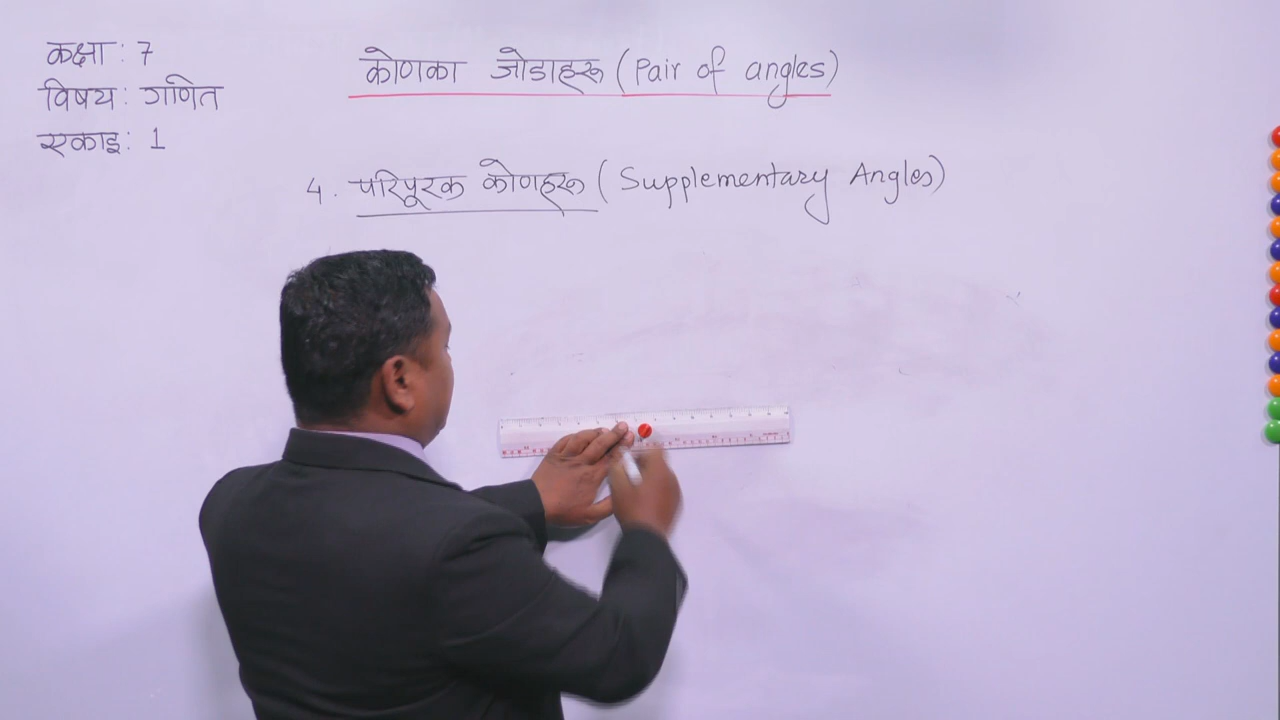 कक्षा : 7
विषय : गणित
एकाइ : 1
कोणका जोडाहरू (Pair of angles)
4. परिपूरक कोणहरू (Supplementary Angles)